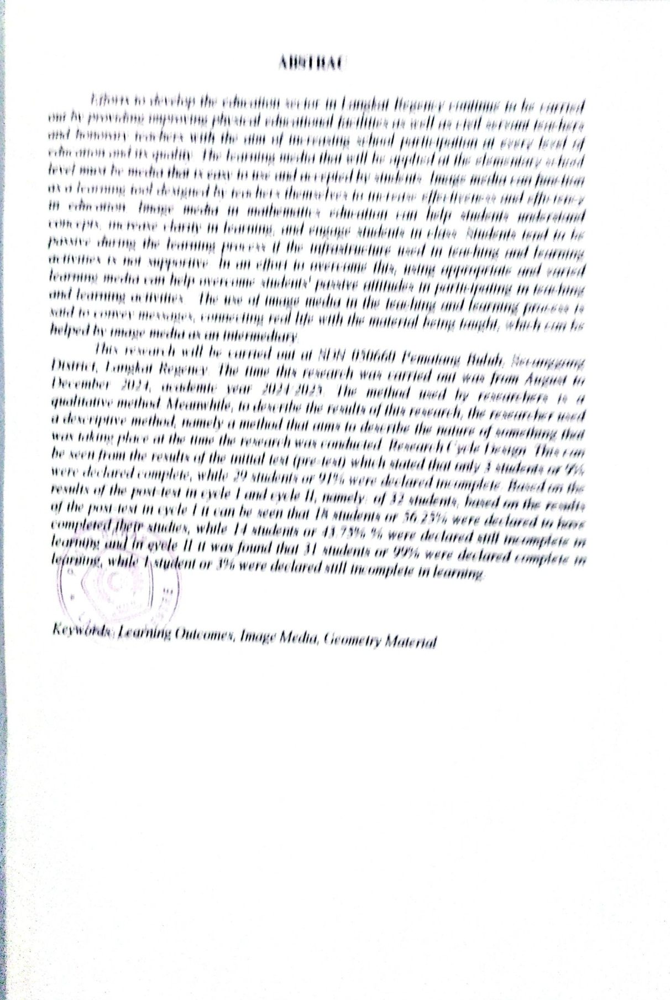 ABSTRAC
Efforts to develop the education sector in Langkat Regency continue to be carried
out by providing improving physical educational facilities as well as civil servant teachers
and honorary teachers with the aim of increasing school participation at every level of
education and its quality. The learning media that will be applied at the elementary school
level must be media that is easy to use and accepted by students. Image media can function
as a learning tool designed by teachers themselves to increase effectiveness and efficiency
in education. Image media in mathematics education can help students understand
concepts, increase clarity in learning, and engage students in class. Students tend to be
passive during the learning process if the infrastructure used in teaching and learning
activities is not supportive. In an effort to overcome this, using appropriate and varied
learning media can help overcome students' passive attitudes in participating in teaching
and learning activities. The use of image media in the teaching and learning process is
said to convey messages, connecting real life with the material being taught, which can be
helped by image media as an intermediary.
This research will be carried out at SDN 050660 Pematang Buluh, Secanggang
District, Langkat Regency. The time this research was carried out was from August to
December 2024, academic year 2024/2025. The method used by researchers is a
qualitative method. Meanwhile, to describe the results of this research, the researcher used
a descriptive method, namely a method that aims to describe the nature of something that
was taking place at the time the research was conducted. Research Cycle Design. This can
be seen from the results of the initial test (pre-test) which stated that only 3 students or 9%
were declared complete, while 29 students or 91% were declared incomplete. Based on the
results of the post-test in cycle I and cycle II, namely: of 32 students, based on the results
of the post-test in cycle I it can be seen that 18 students or 56.25% were declared to have
completed their studies, while 14 students or 43.75% % were declared still incomplete in
learning and in cycle II it was found that 31 students or 99% were declared complete in
learning, while 1 student or 3% were declared still incomplete in learning.
Keywords: Learning Outcomes, Image Media, Geometry Material